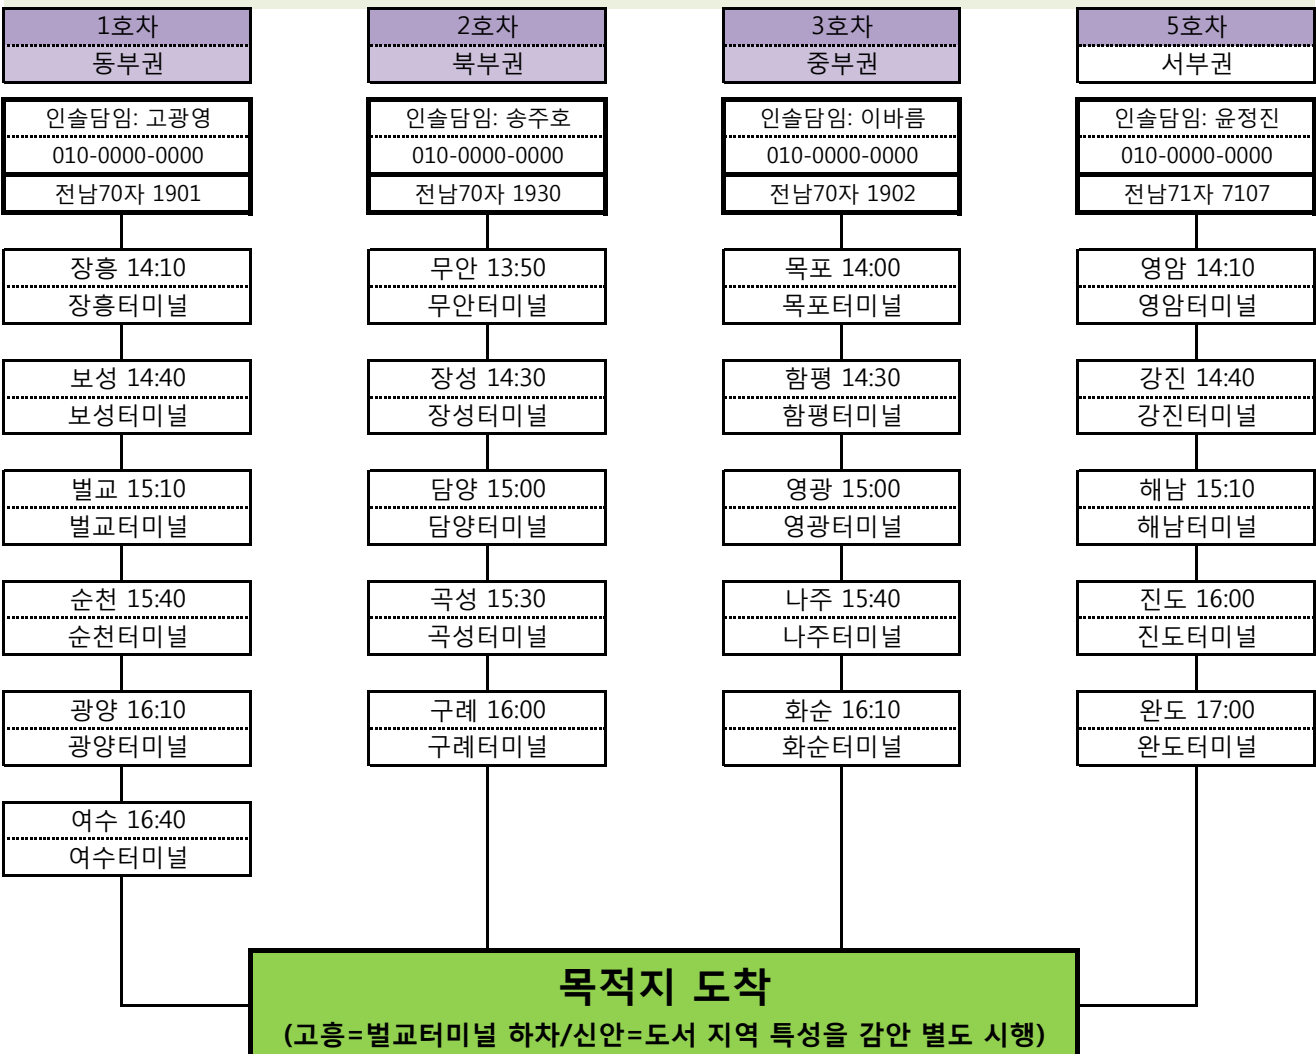 1호차
동부권
인솔담임: 고광영
010-0000-0000
전남70자 1901
장흥 14:10
장흥터미널
보성 14:40
보성터미널
벌교 15:10
벌교터미널
순천 15:40
순천터미널
광양 16:10
광양터미널
여수 16:40
여수터미널
2호차
북부권
인솔담임: 송주호
010-0000-0000
전남70자 1930
무안 13:50
무안터미널
장성 14:30
장성터미널
담양 15:00
담양터미널
곡성 15:30
곡성터미널
구례 16:00
구례터미널
3호차
중부권
인솔담임: 이바름
010-0000-0000
전남70자 1902
목포 14:00
목포터미널
함평 14:30
함평터미널
영광 15:00
영광터미널
나주 15:40
나주터미널
화순 16:10
화순터미널
5호차
서부권
인솔담임: 윤정진
010-0000-0000
전남71자 7107
영암 14:10
영암터미널
강진 14:40
강진터미널
해남 15:10
해남터미널
진도 16:00
진도터미널
완도 17:00
완도터미널
목적지 도착
(고흥=벌교터미널 하차/신안=도서 지역 특성을 감안 별도 시행)